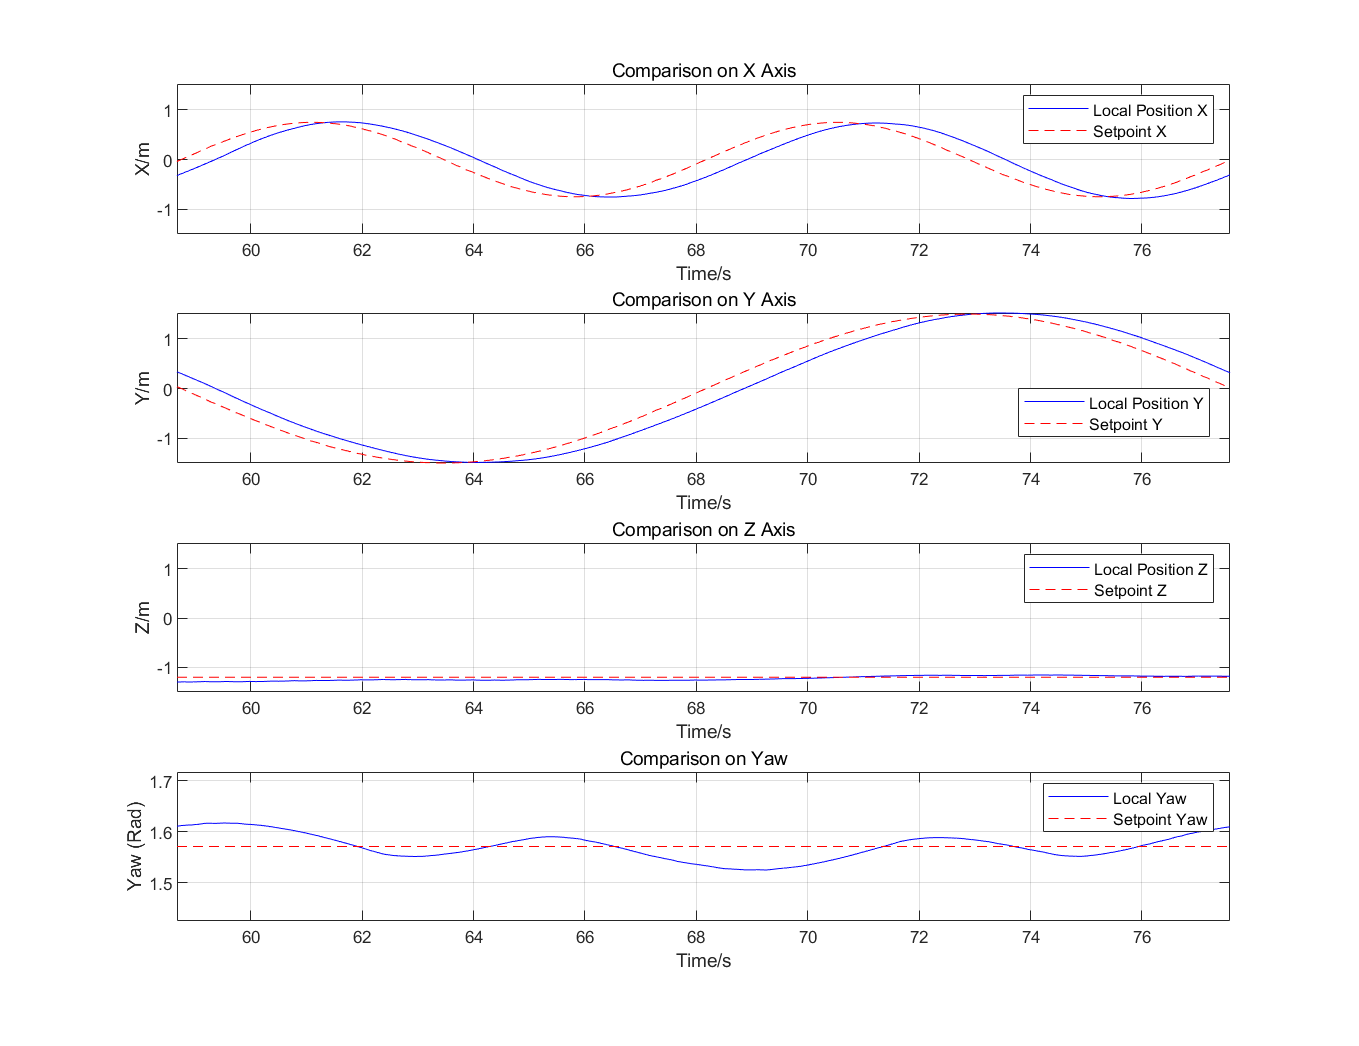 Comparison on X Axis
1
0
-1
X/m
Local Position X
Setpoint X
60 62 64 66 68 70 72 74 76
Time/s
Comparison on Y Axis
1
0
-1
Y/m
Local Position Y
Setpoint Y
60 62 64 66 68 70 72 74 76
Time/s
Comparison on Z Axis
1
0
-1
Z/m
Local Position Z
Setpoint Z
60 62 64 66 68 70 72 74 76
Time/s
Comparison on Yaw
1.7
1.6
1.5
Yaw (Rad)
Local Yaw
Setpoint Yaw
60 62 64 66 68 70 72 74 76
Time/s